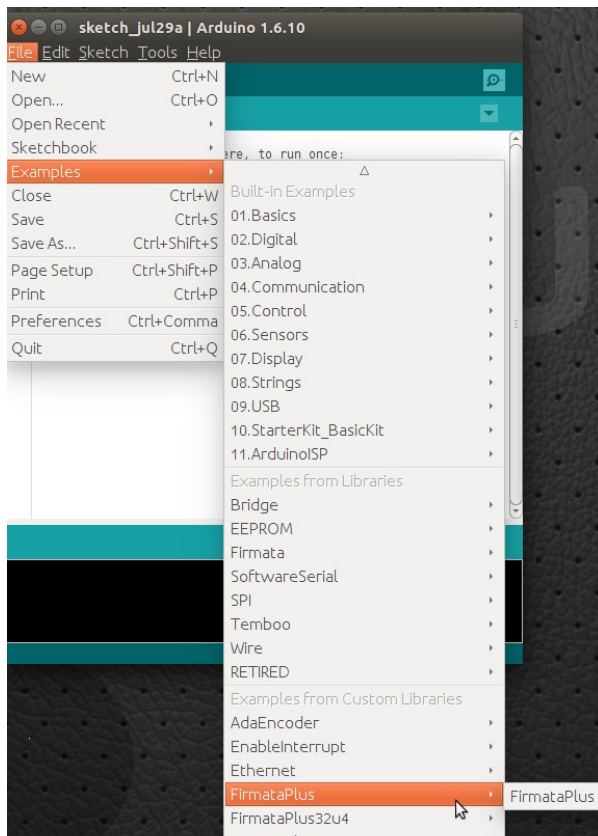 sketch_jul29a | Arduino 1.6.10
File Edit Sketch Tools Help
New Ctrl+N
Open... Ctrl+O
Open Recent
Sketchbook
Examples
Close Ctrl+W
Save Ctrl+S
Save As... Ctrl+Shift+S
Page Setup Ctrl+Shift+P
Print Ctrl+P
Preferences Ctrl+Comma
Quit Ctrl+Q
ere, to run once:
Built-in Examples
01.Basics
02.Digital
03.Analog
04.Communication
05.Control
06.Sensors
07.Display
08.Strings
09.USB
10.StarterKit_BasicKit
11.ArduinoISP
Examples from Libraries
Bridge
EEPROM
Firmata
SoftwareSerial
SPI
Temboo
Wire
RETIRED
Examples from Custom Libraries
AdaEncoder
EnableInterrupt
Ethernet
FirmataPlus
FirmataPlus
FirmataPlus32u4